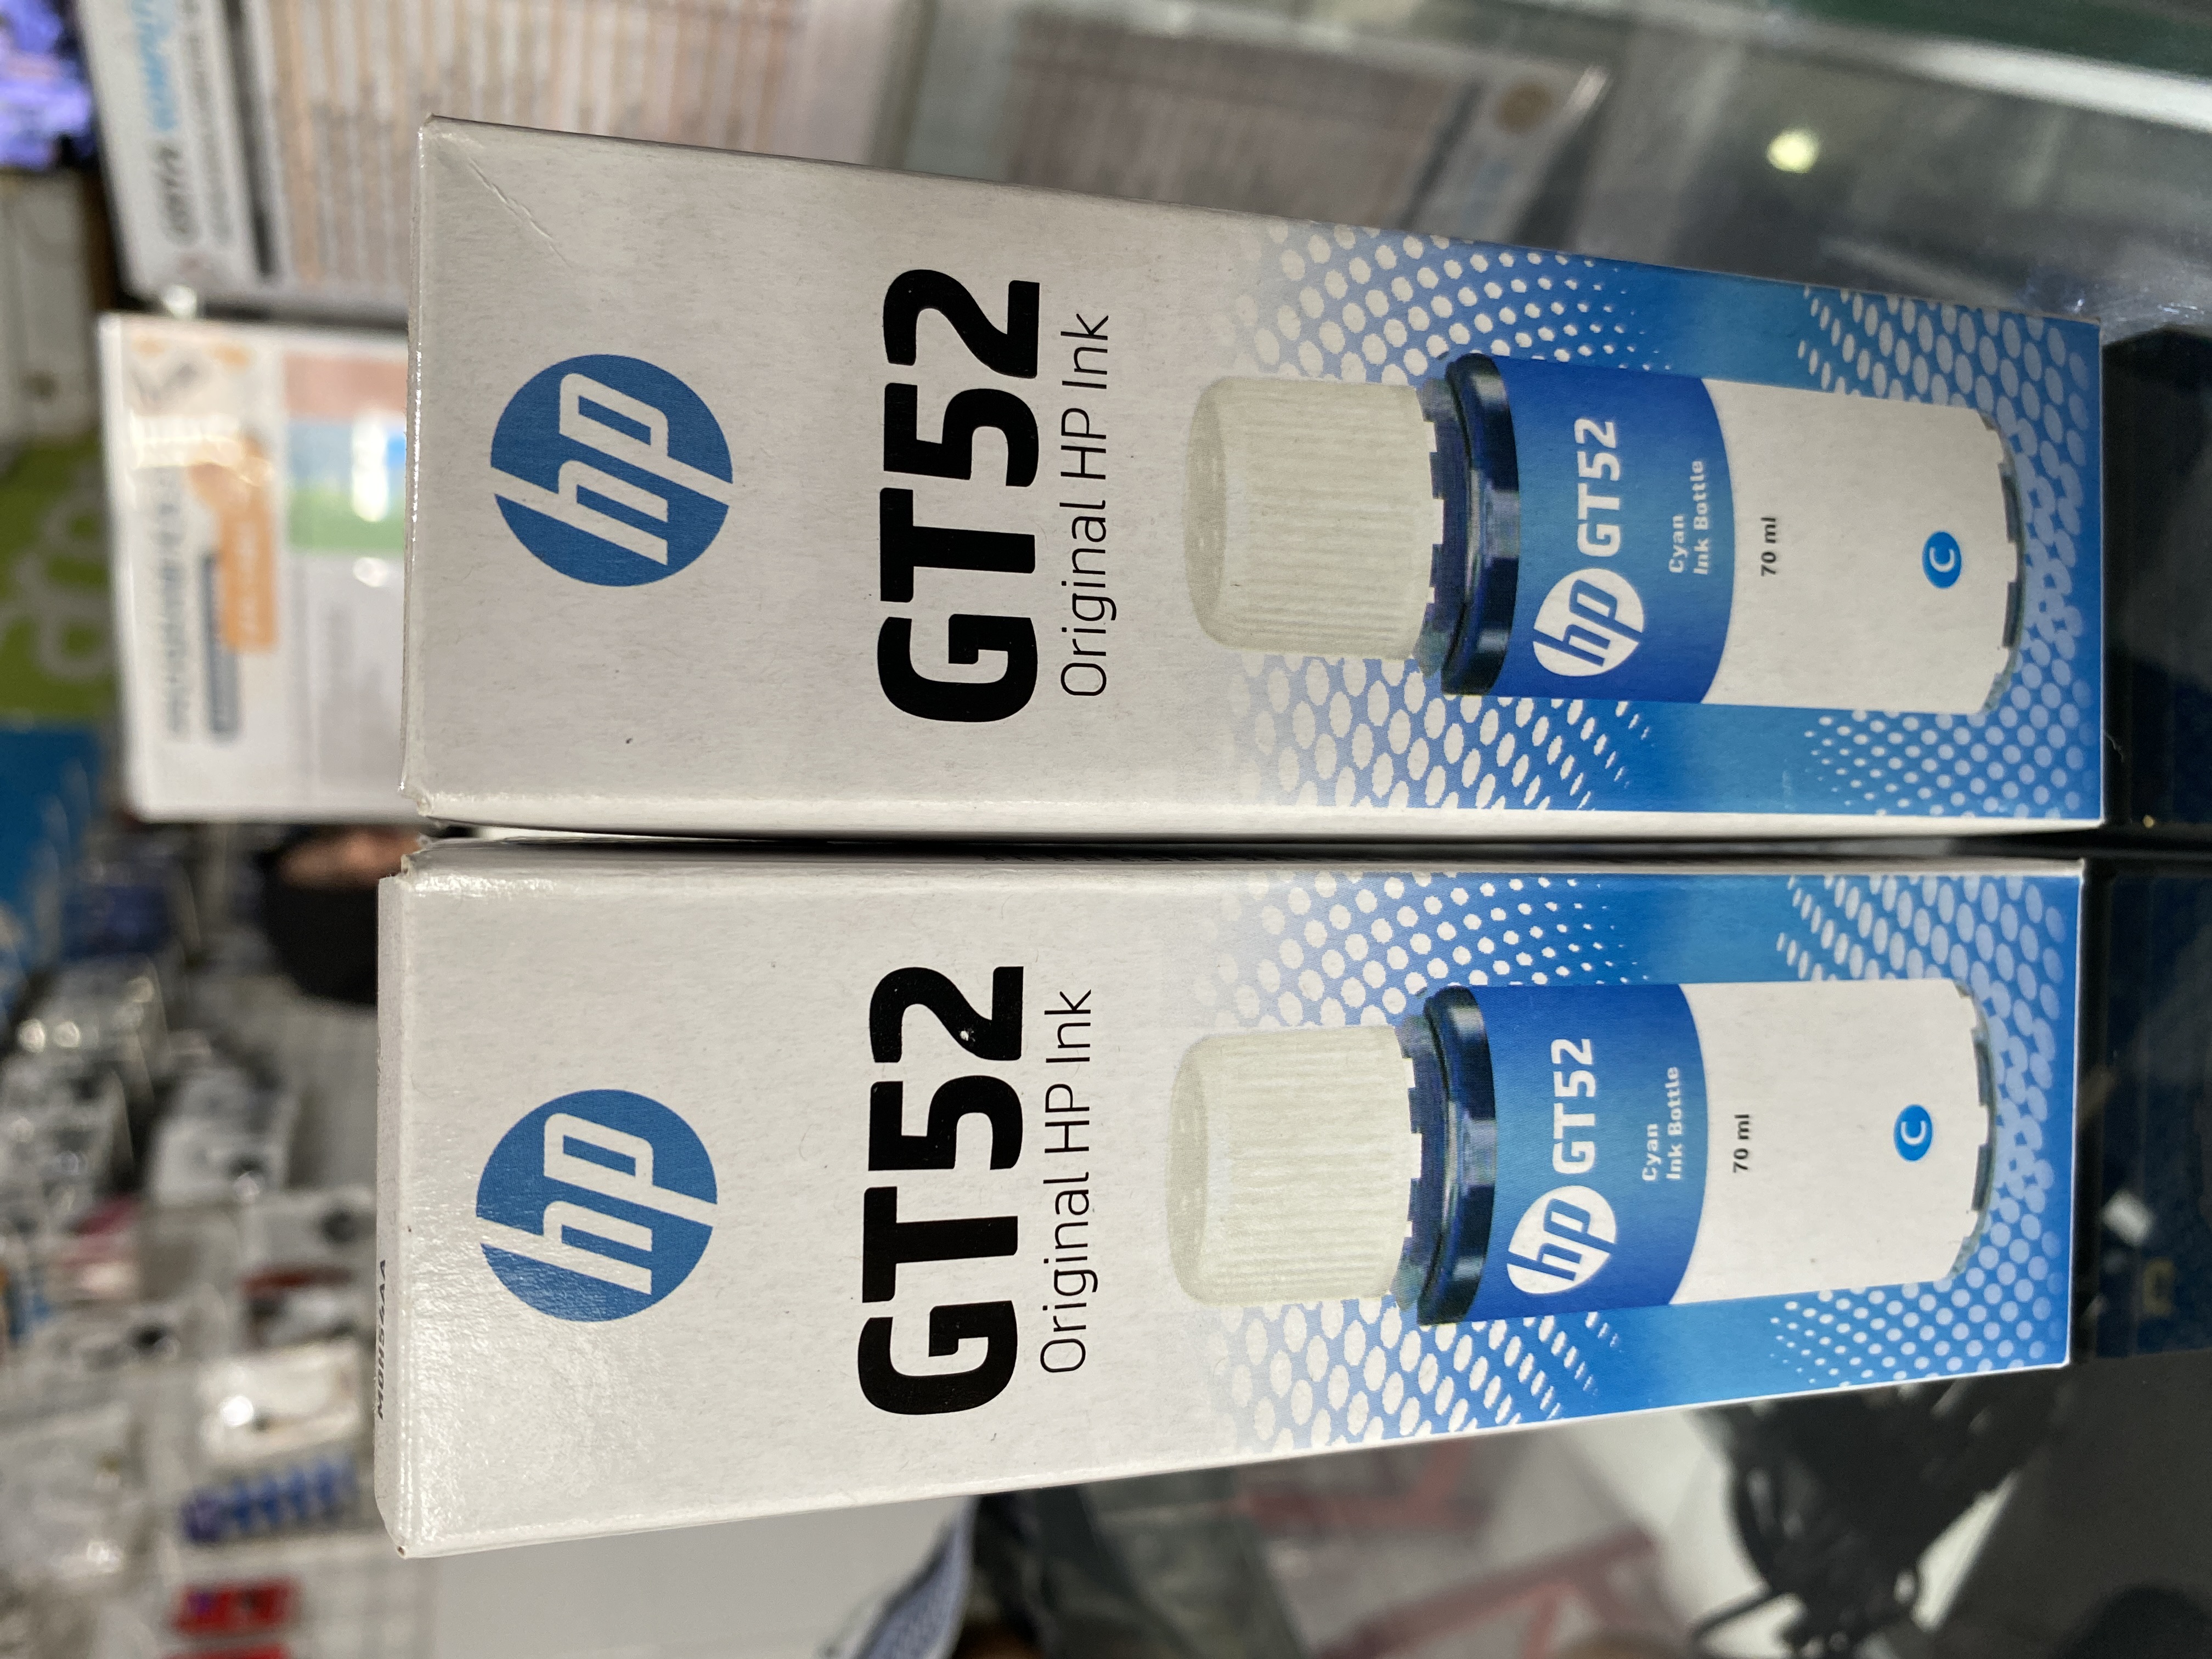 hp
GT52
Original HP Ink
hp GT52
Cyan
Ink Bottle
70 ml
C
M0H54AA
hp
GT52
Original HP Ink
hp GT52
Cyan
Ink Bottle
70 ml
C